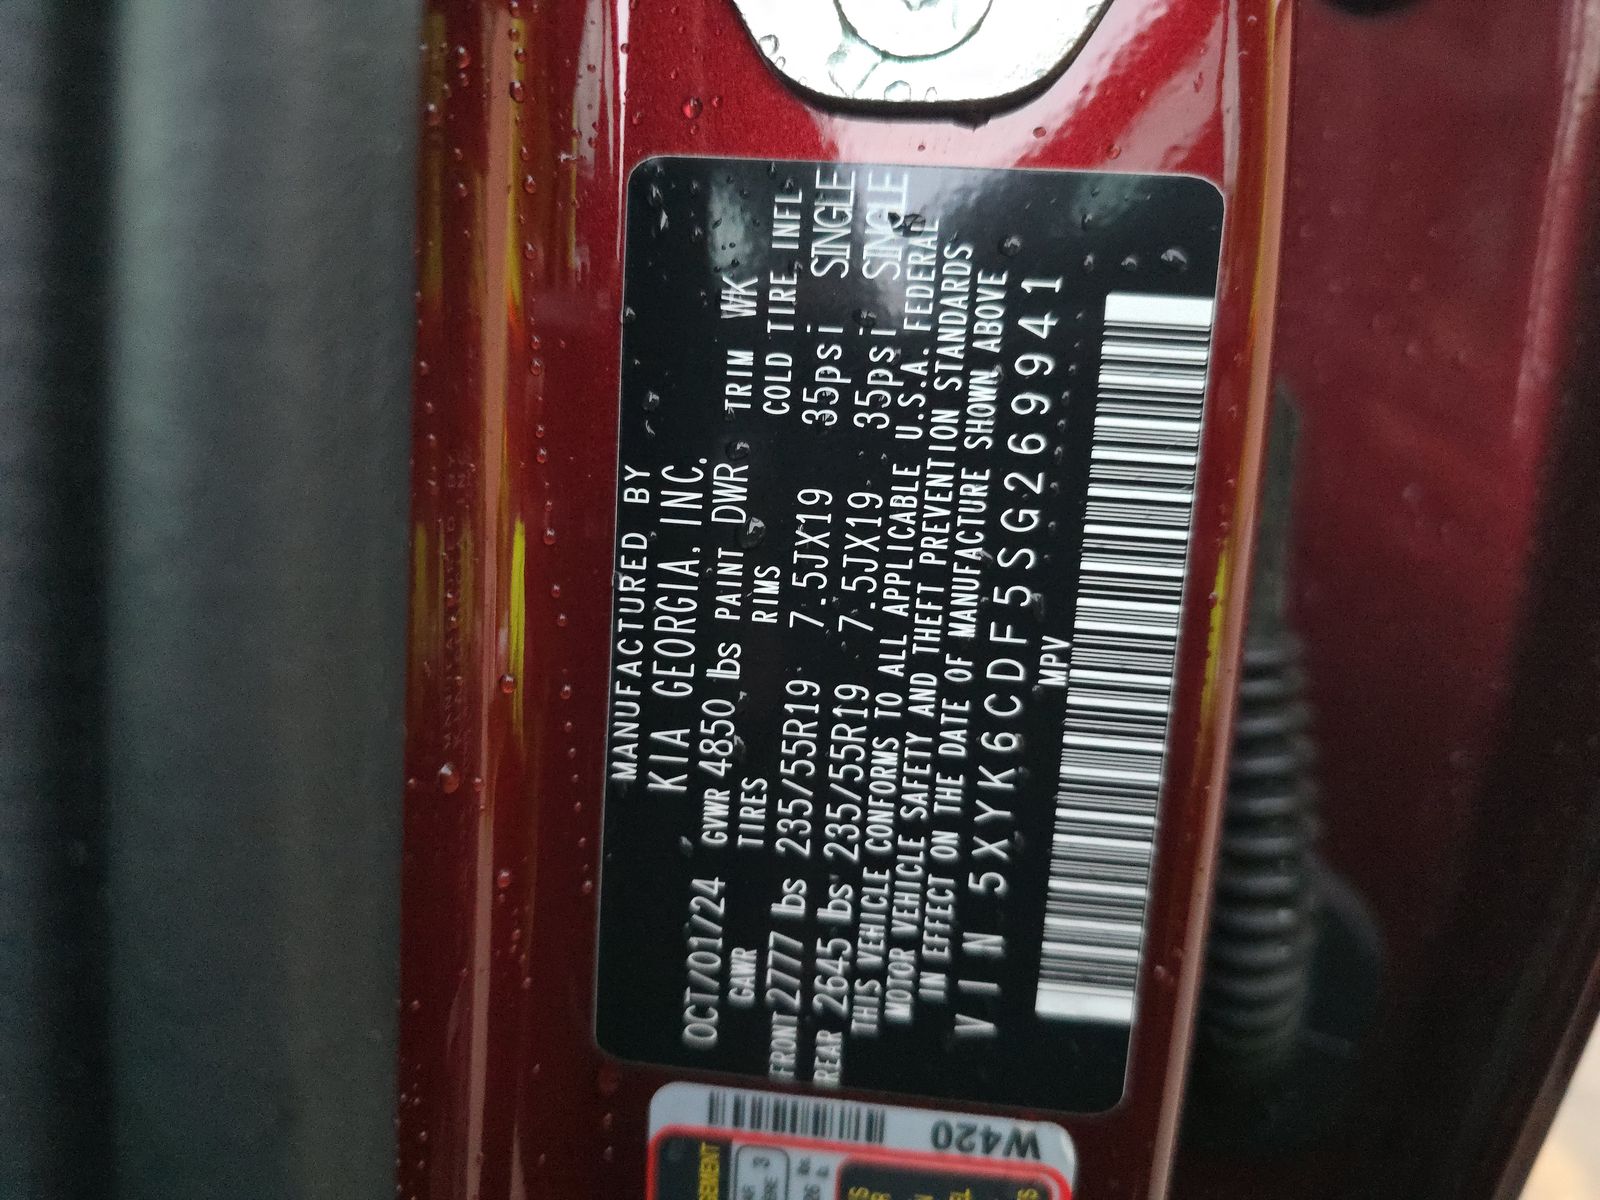 MANUFACTURED BY
KIA GEORGIA, INC.
OCT/01/24 GVWR 4850 lbs PAINT DWR TRIM WK
GAWR TIRES RIMS COLD TIRE INFL
FRONT 2777 lbs 235/55R19 7.5JX19 35psi SINGLE
REAR 2645 lbs 235/55R19 7.5JX19 35psi SINGLE
THIS VEHICLE CONFORMS TO ALL APPLICABLE U.S.A. FEDERAL
MOTOR VEHICLE SAFETY AND THEFT PREVENTION STANDARDS
IN EFFECT ON THE DATE OF MANUFACTURE SHOWN ABOVE
VIN 5XYK6CDF5SG269941
MPV
W420